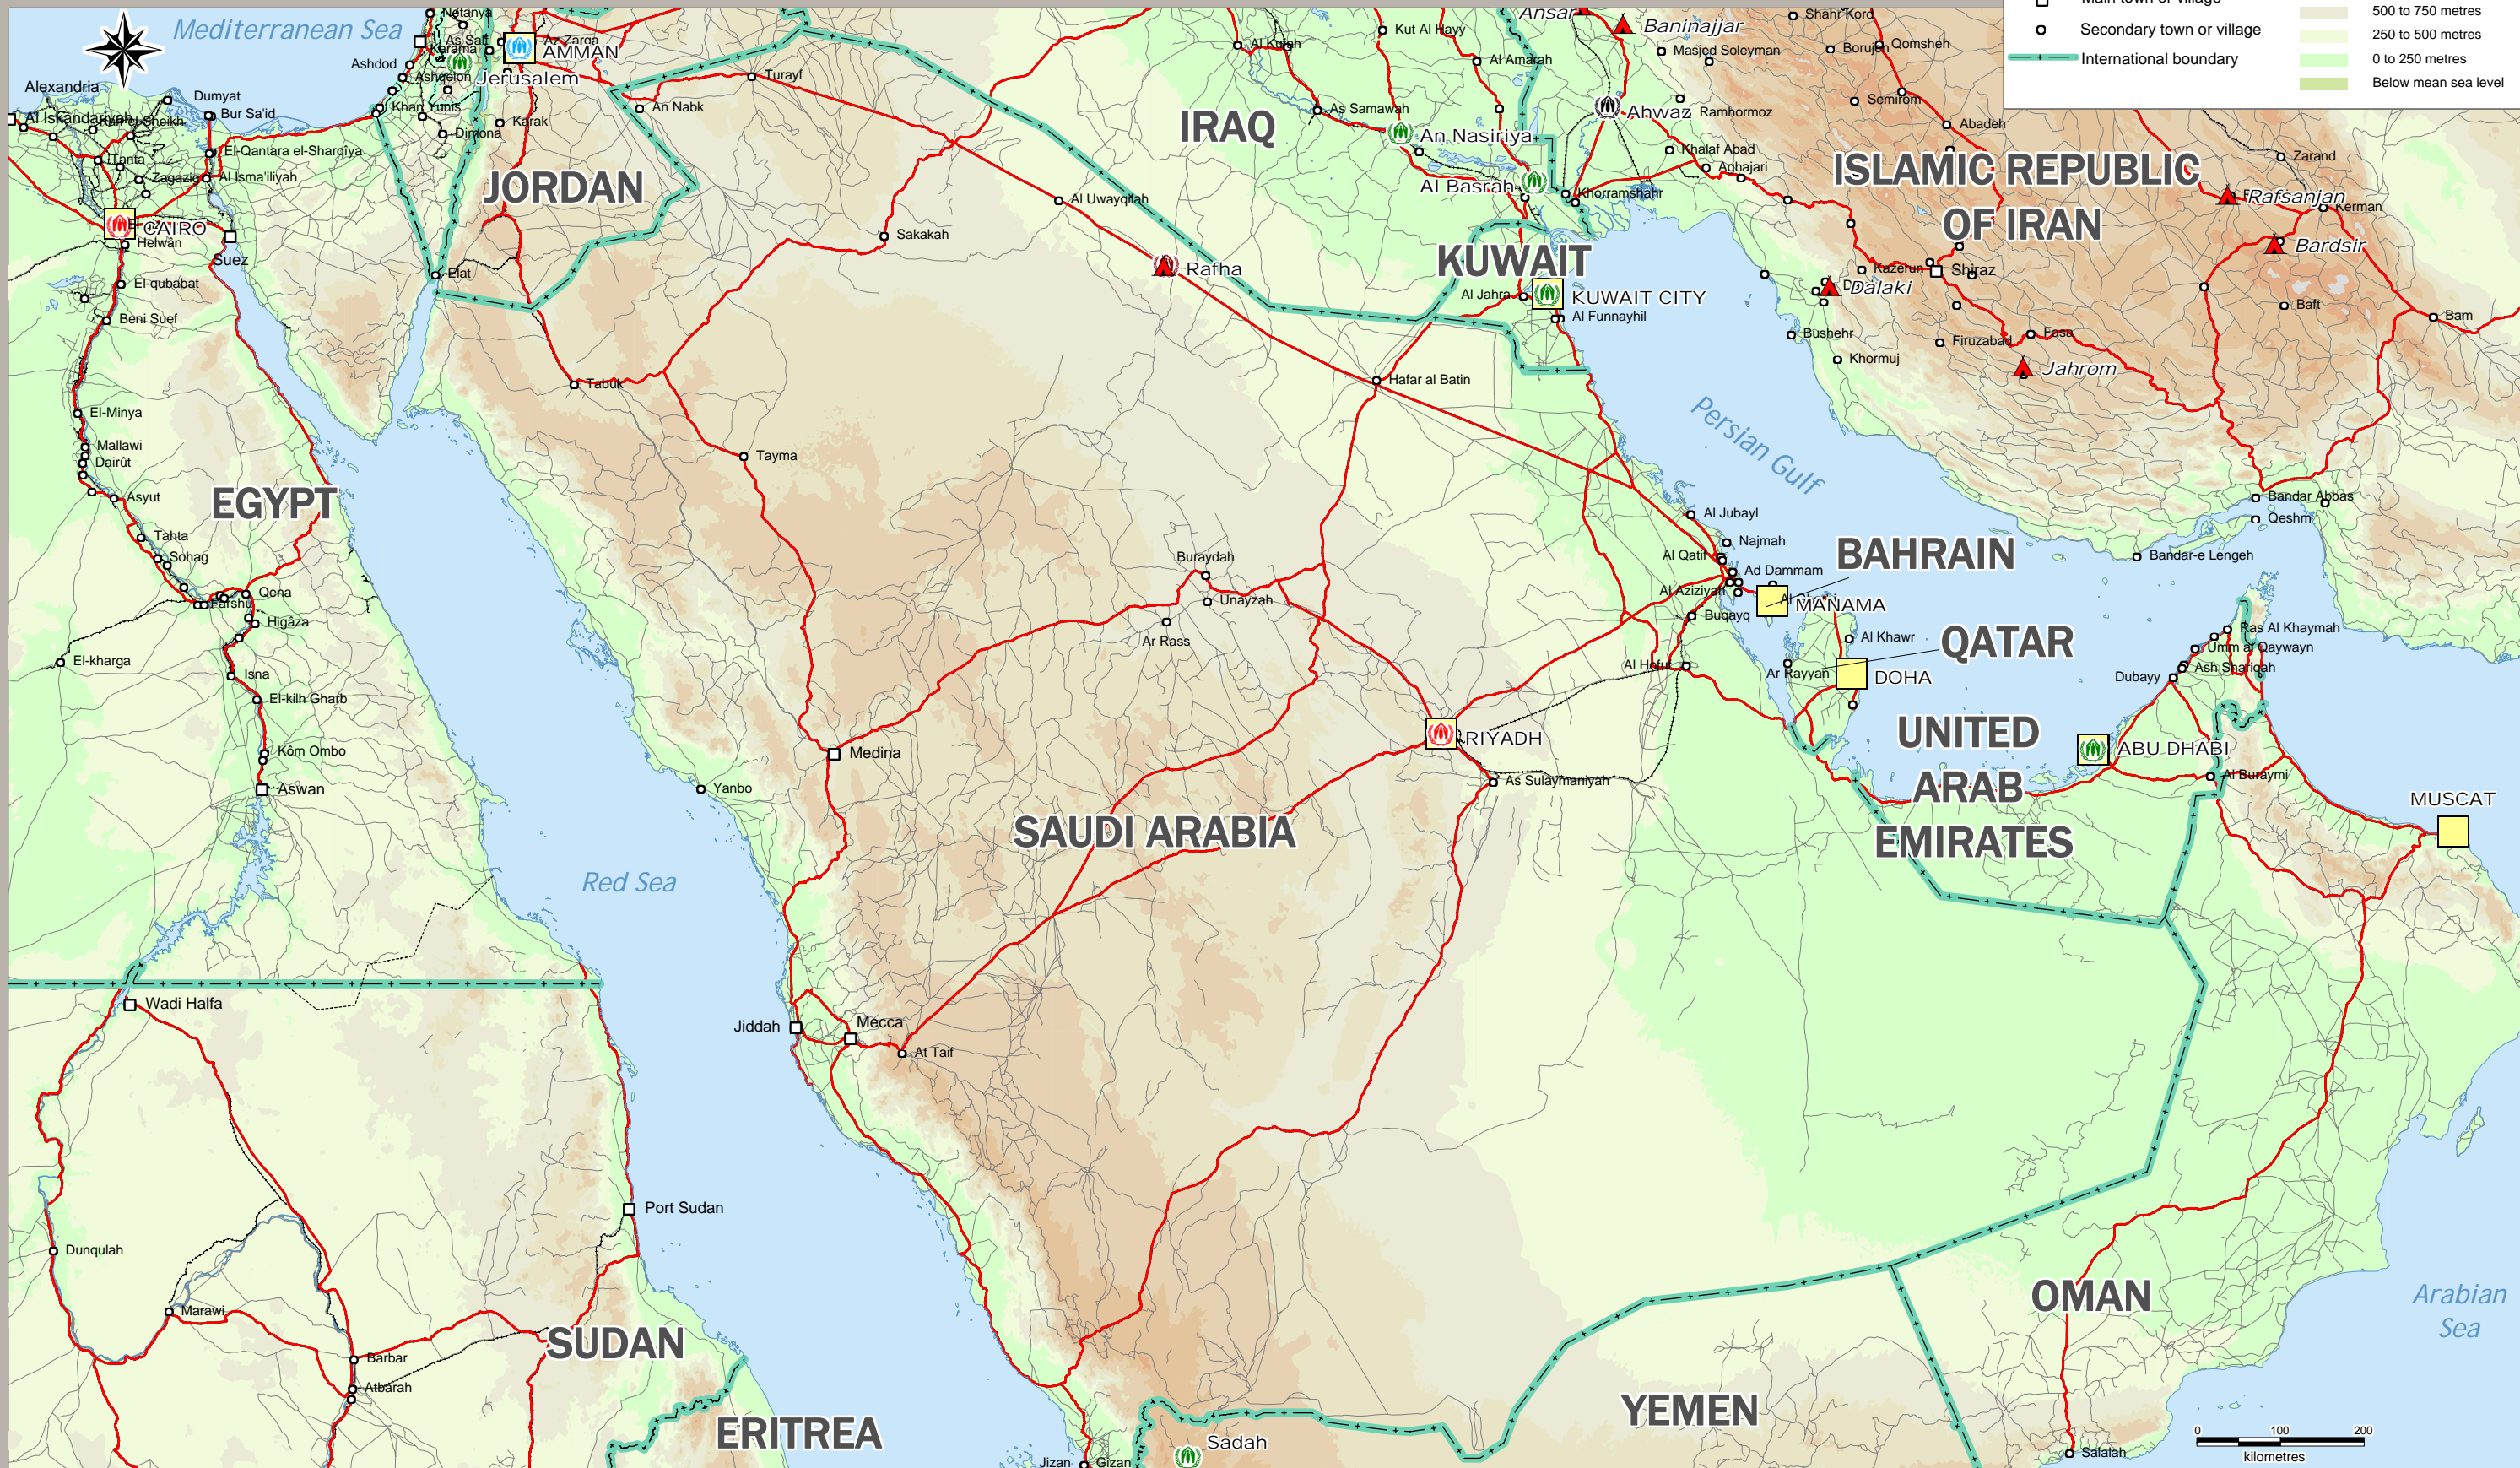 Mediterranean Sea
Netanya
As Salt
Az Zarqa
AMMAN
Karama
Ashdod
Ashqelon
Jerusalem
Alexandria
Dumyat
Khan Yunis
Al Iskandariyah
Bur Sa'id
Dimona
Karak
El-Qantara el-Sharqiya
Tanta
Zagazig
Al Isma'iliyah
CAIRO
Helwân
Suez
El-qubabat
Beni Suef
Elat
JORDAN
An Nabk
Turayf
Al Kufah
Kut Al Hayy
Al Amarah
As Samawah
IRAQ
An Nasiriya
Al Basrah
Ansar
Baninajjar
Masjed Soleyman
Shahr Kord
Borujen
Qomsheh
Semirom
Abadeh
Ahwaz
Ramhormoz
Khalaf Abad
Aghajari
Khorramshahr
Main town or village
Secondary town or village
International boundary
500 to 750 metres
250 to 500 metres
0 to 250 metres
Below mean sea level
ISLAMIC REPUBLIC
OF IRAN
Zarand
Rafsanjan
Kerman
Bardsir
Baft
Bam
Kazerun
Shiraz
Dalaki
Bushehr
Khormuj
Firuzabad
Fasa
Jahrom
Al Uwayqilah
Sakakah
Rafha
KUWAIT
Al Jahra
KUWAIT CITY
Al Funnayhil
Hafar al Batin
Persian Gulf
Tabuk
Tayma
El-Minya
Mallawi
Dairût
Asyut
EGYPT
Tahta
Sohag
Farshu
Qena
Higâza
El-kharga
Isna
El-kilh Gharb
Kôm Ombo
Aswan
Bandar Abbas
Qeshm
Bandar-e Lengeh
Al Jubayl
Najmah
Al Qatif
Ad Dammam
Al Aziziyah
BAHRAIN
MANAMA
Buqayq
Al Khawr
QATAR
Ar Rayyan
DOHA
Al Hofuf
Buraydah
Unayzah
Ar Rass
Ras Al Khaymah
Umm al Qaywayn
Ash Shariqah
Dubayy
UNITED
ARAB
EMIRATES
ABU DHABI
Al Buraymi
MUSCAT
Medina
Yanbo
RIYADH
As Sulaymaniyah
SAUDI ARABIA
Red Sea
Wadi Halfa
Jiddah
Mecca
At Taif
Port Sudan
Dunqulah
Marawi
SUDAN
Barbar
Atbarah
ERITREA
Jizan
Gizan
Sadah
YEMEN
OMAN
Arabian
Sea
Salalah
0 100 200
kilometres